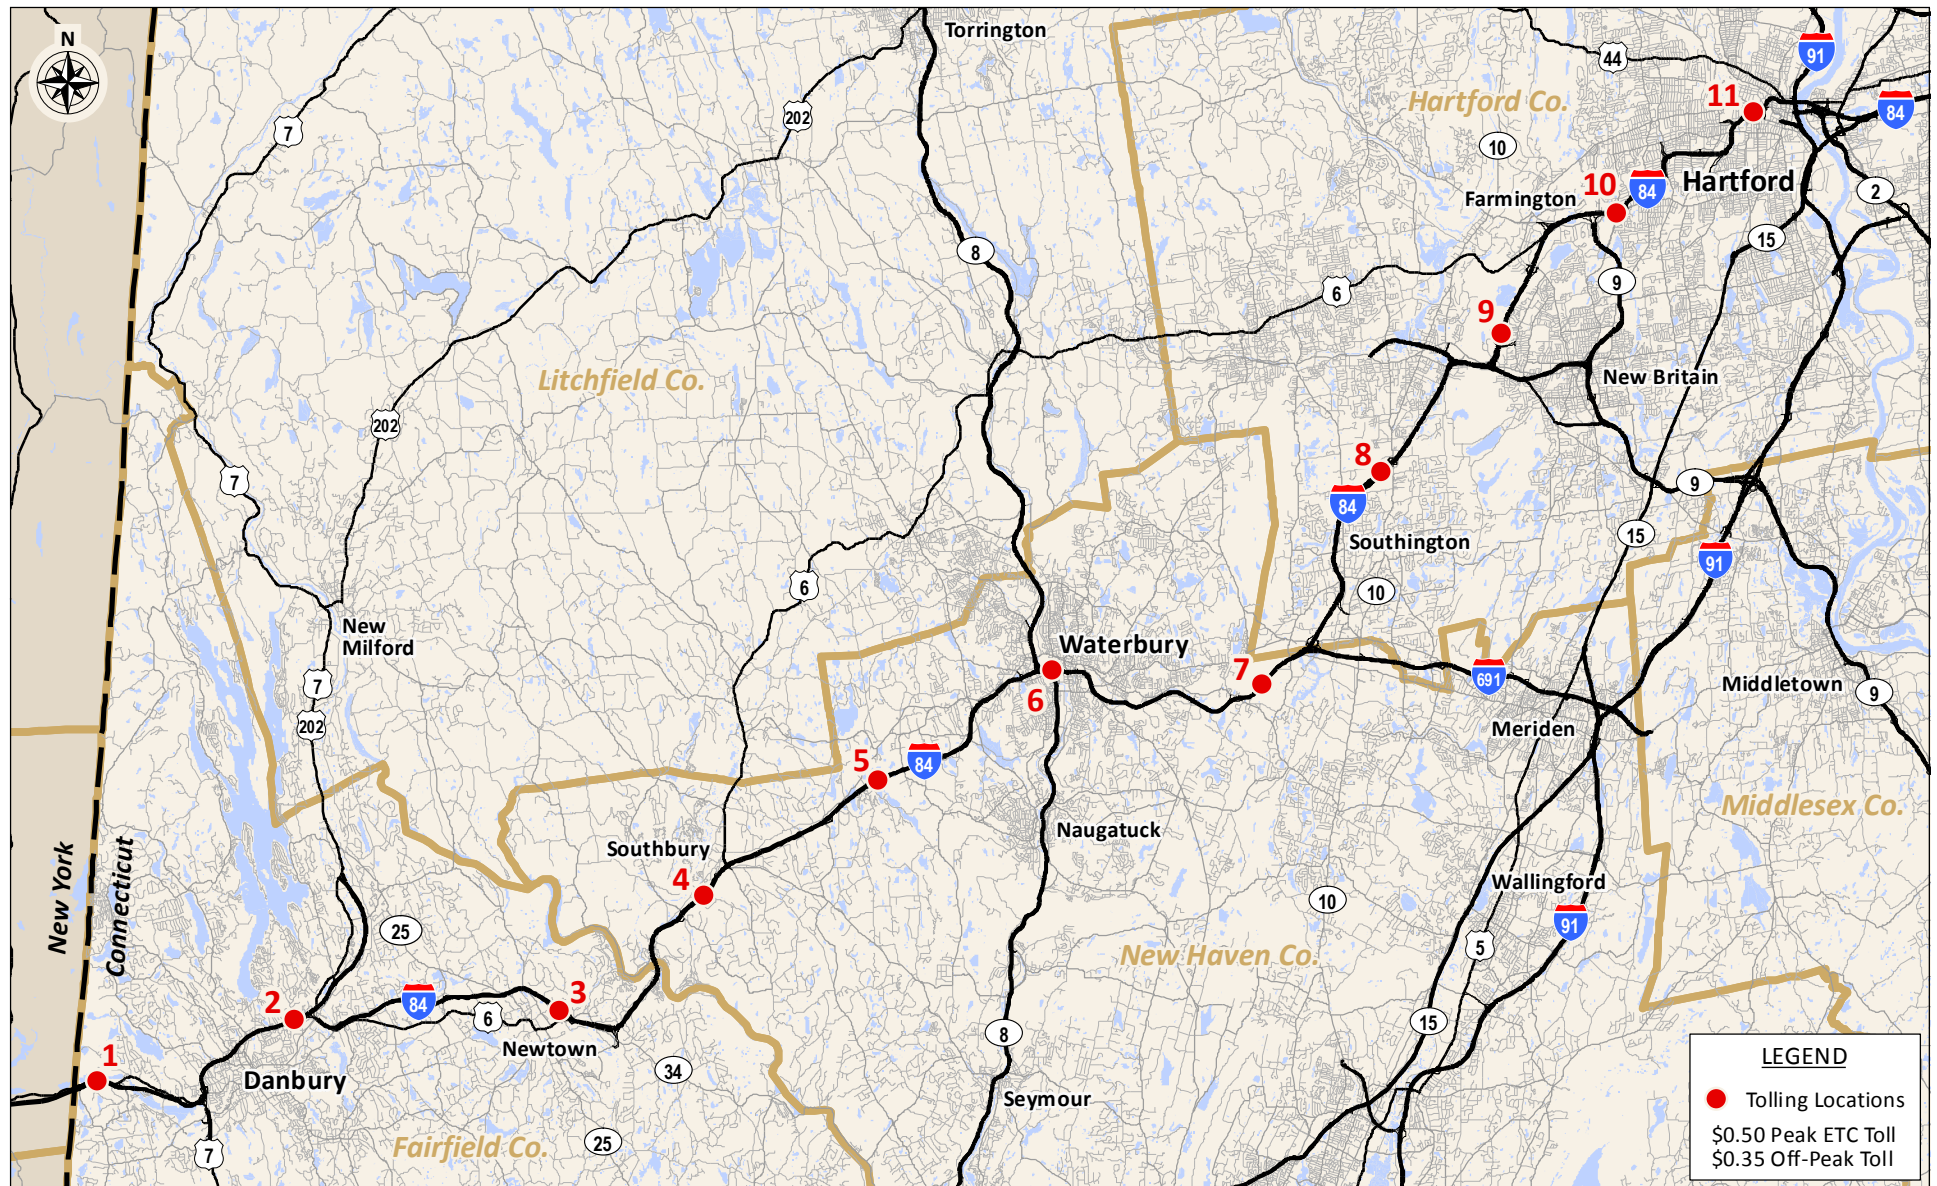 N
Torrington
44
91
84
202
7
Hartford Co.
11
10
10
84
Hartford
2
Farmington
15
8
6
9
9
Litchfield Co.
New Britain
202
7
8
9
84
Southington
15
91
10
6
New
Milford
Waterbury
7
6
7
691
Middletown
9
202
Meriden
5
84
Naugatuck
Middlesex Co.
Southbury
4
New York
Connecticut
25
Wallingford
10
91
5
New Haven Co.
2
84
6
3
Newtown
8
15
1
Danbury
34
Seymour
Fairfield Co.
25
7
LEGEND
Tolling Locations
$0.50 Peak ETC Toll
$0.35 Off-Peak Toll